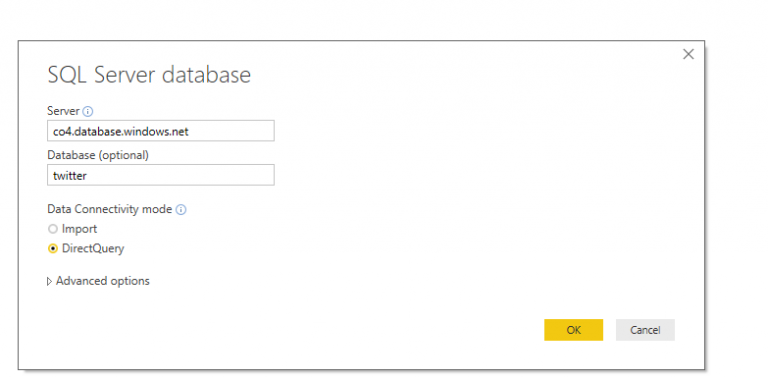 SQL Server database
Server
co4.database.windows.net
Database (optional)
twitter
Data Connectivity mode
Import
DirectQuery
Advanced options
OK Cancel